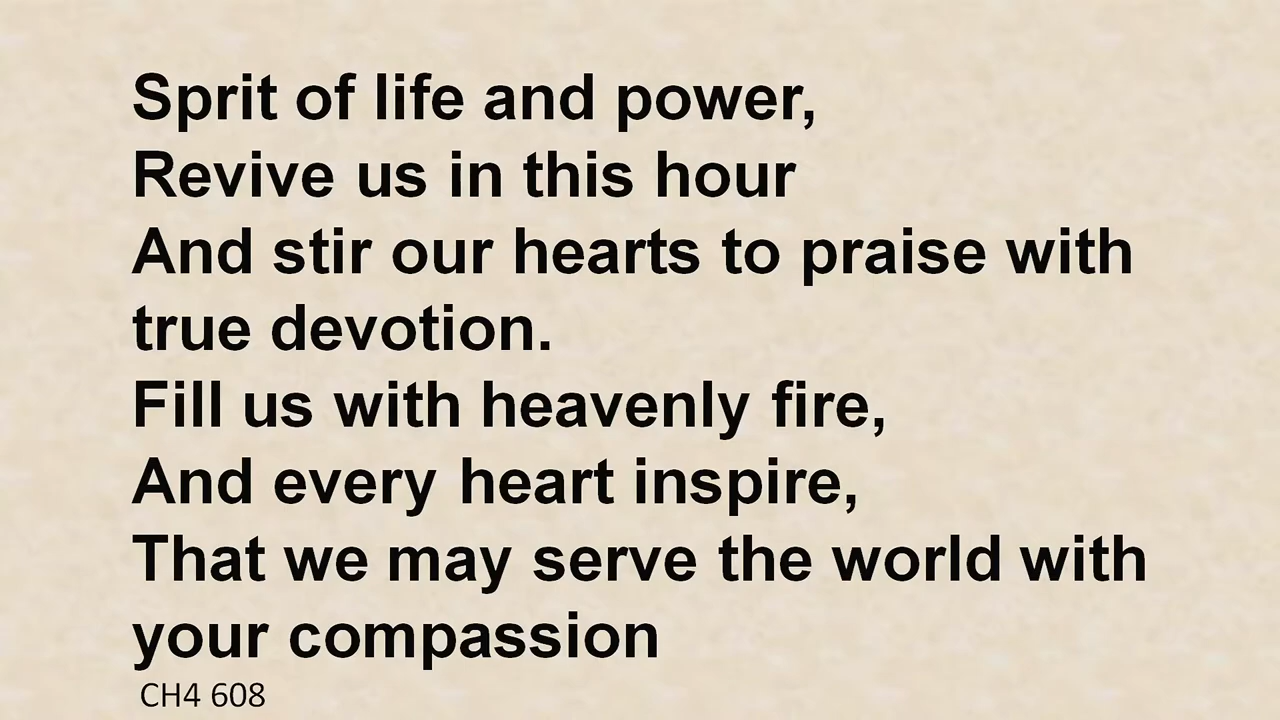 Sprit of life and power,
Revive us in this hour
And stir our hearts to praise with
true devotion.
Fill us with heavenly fire,
And every heart inspire,
That we may serve the world with
your compassion
CH4 608